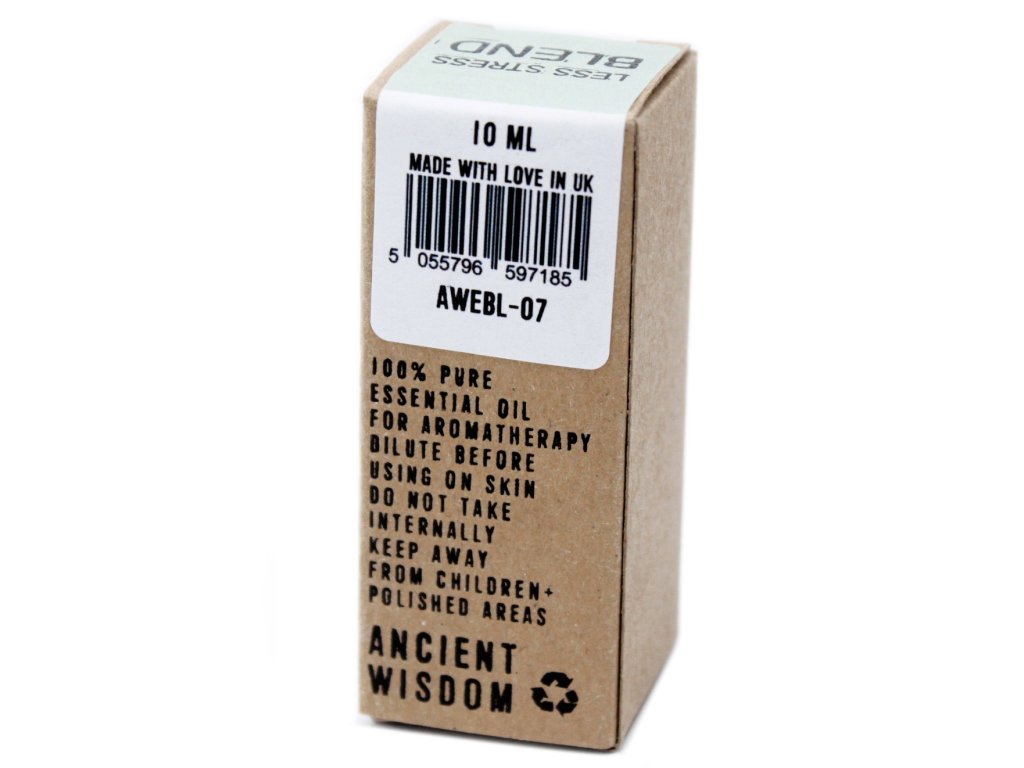 LESS STRESS
BLEND
10 ML
MADE WITH LOVE IN UK
5 055796 597185
AWEBL-07
100% PURE
ESSENTIAL OIL
FOR AROMATHERAPY
DILUTE BEFORE
USING ON SKIN
DO NOT TAKE
INTERNALLY
KEEP AWAY
FROM CHILDREN+
POLISHED AREAS
ANCIENT
WISDOM